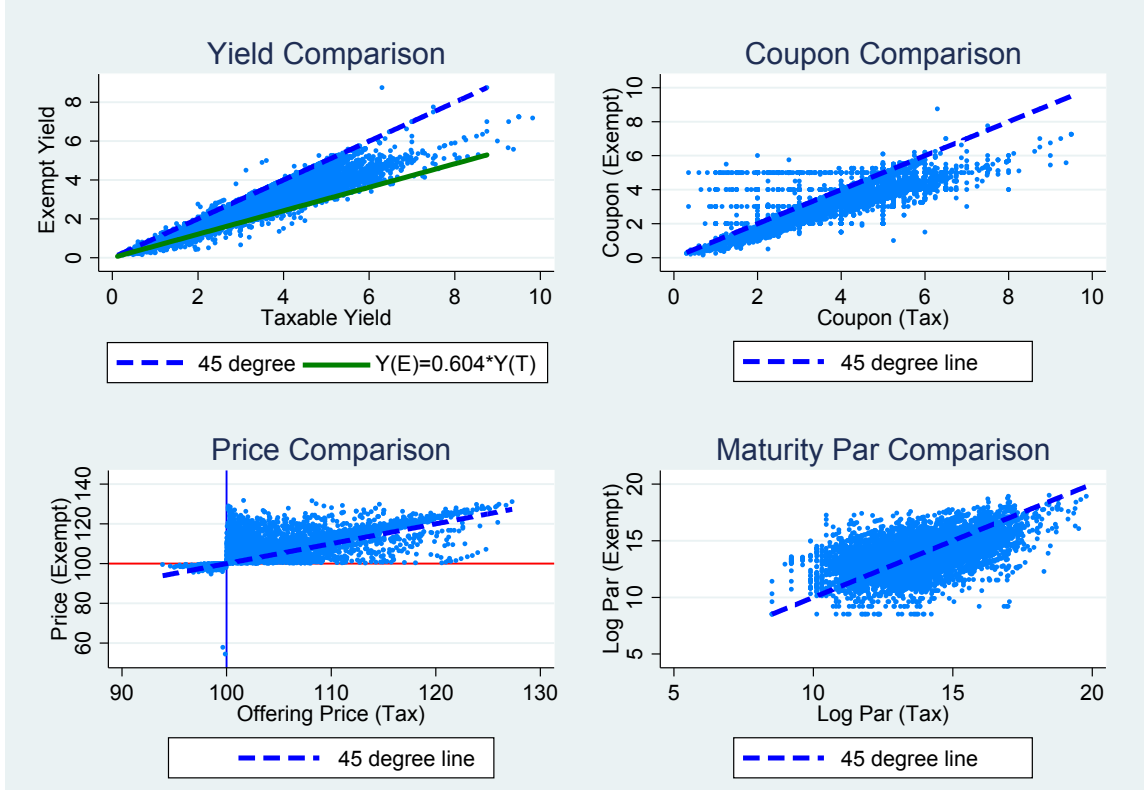 Yield Comparison
Exempt Yield
8
6
4
2
0
0 2 4 6 8 10
Taxable Yield
45 degree Y(E)=0.604*Y(T)
Coupon Comparison
Coupon (Exempt)
10
8
6
4
2
0
0 2 4 6 8 10
Coupon (Tax)
45 degree line
Price Comparison
Price (Exempt)
140
120
100
80
60
90 100 110 120 130
Offering Price (Tax)
45 degree line
Maturity Par Comparison
Log Par (Exempt)
20
15
10
5
5 10 15 20
Log Par (Tax)
45 degree line